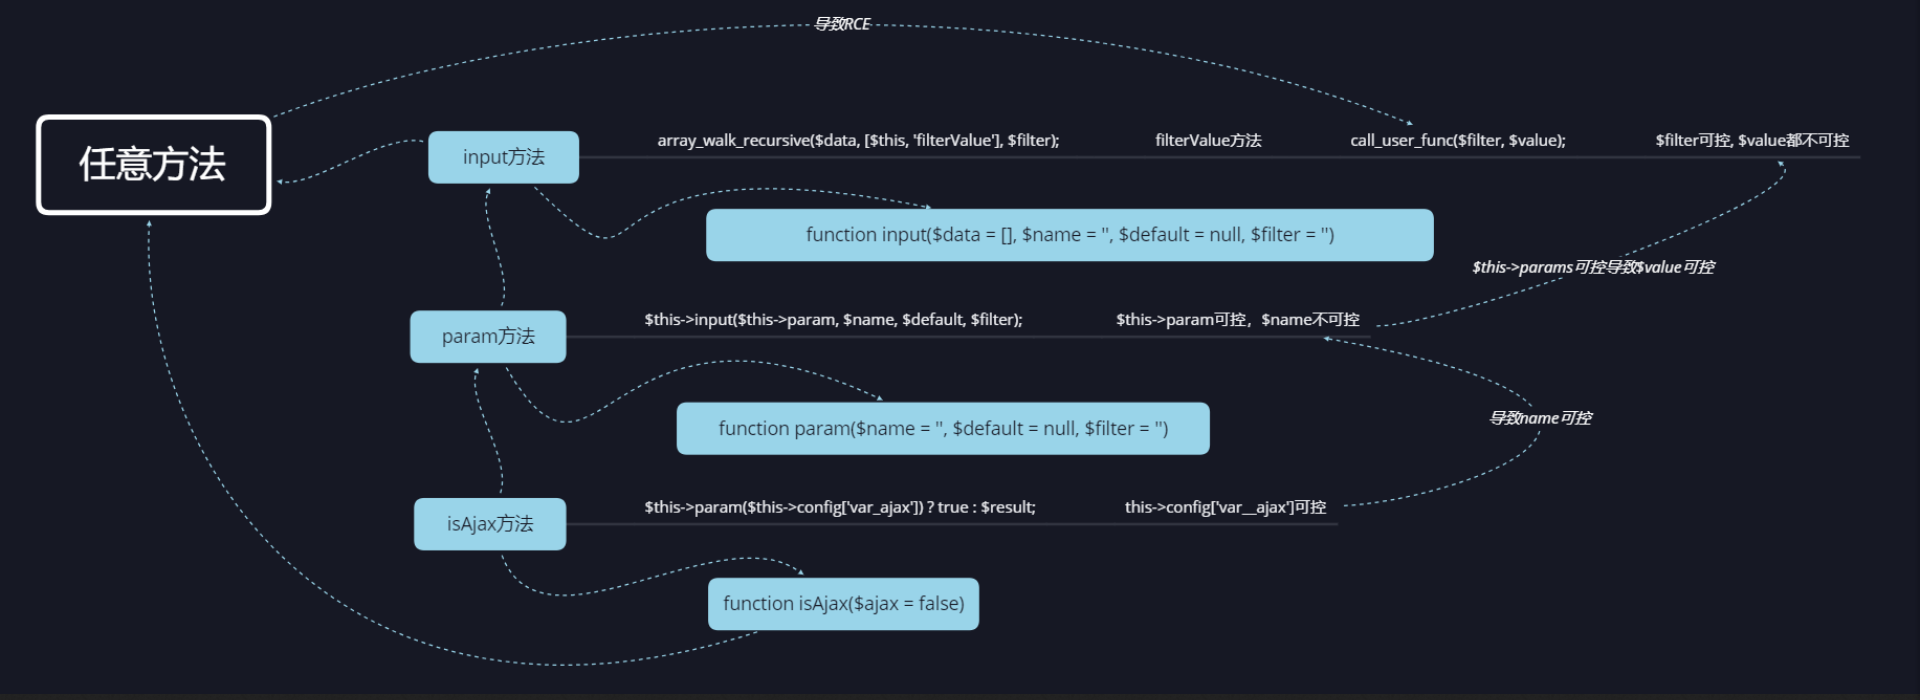 导致RCE
任意方法
input方法
array_walk_recursive($data, [$this, 'filterValue'], $filter);
filterValue方法
call_user_func($filter, $value);
$filter可控, $value都不可控
function input($data = [], $name = '', $default = null, $filter = '')
$this->params可控导致$value可控
param方法
$this->input($this->param, $name, $default, $filter);
$this->param可控，$name不可控
function param($name = '', $default = null, $filter = '')
导致name可控
isAjax方法
$this->param($this->config['var_ajax']) ? true : $result;
this->config['var__ajax']可控
function isAjax($ajax = false)